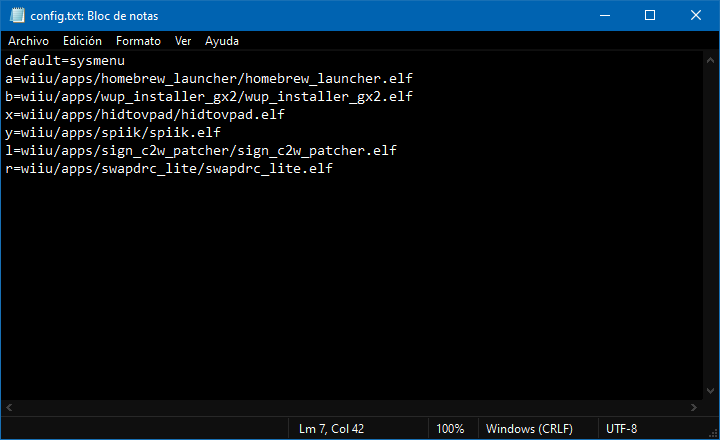 config.txt: Bloc de notas
Archivo Edición Formato Ver Ayuda
default=sysmenu
a=wiiu/apps/homebrew_launcher/homebrew_launcher.elf
b=wiiu/apps/wup_installer_gx2/wup_installer_gx2.elf
x=wiiu/apps/hidtovpad/hidtovpad.elf
y=wiiu/apps/spiik/spiik.elf
l=wiiu/apps/sign_c2w_patcher/sign_c2w_patcher.elf
r=wiiu/apps/swapdrc_lite/swapdrc_lite.elf
Lm 7, Col 42 100% Windows (CRLF) UTF-8